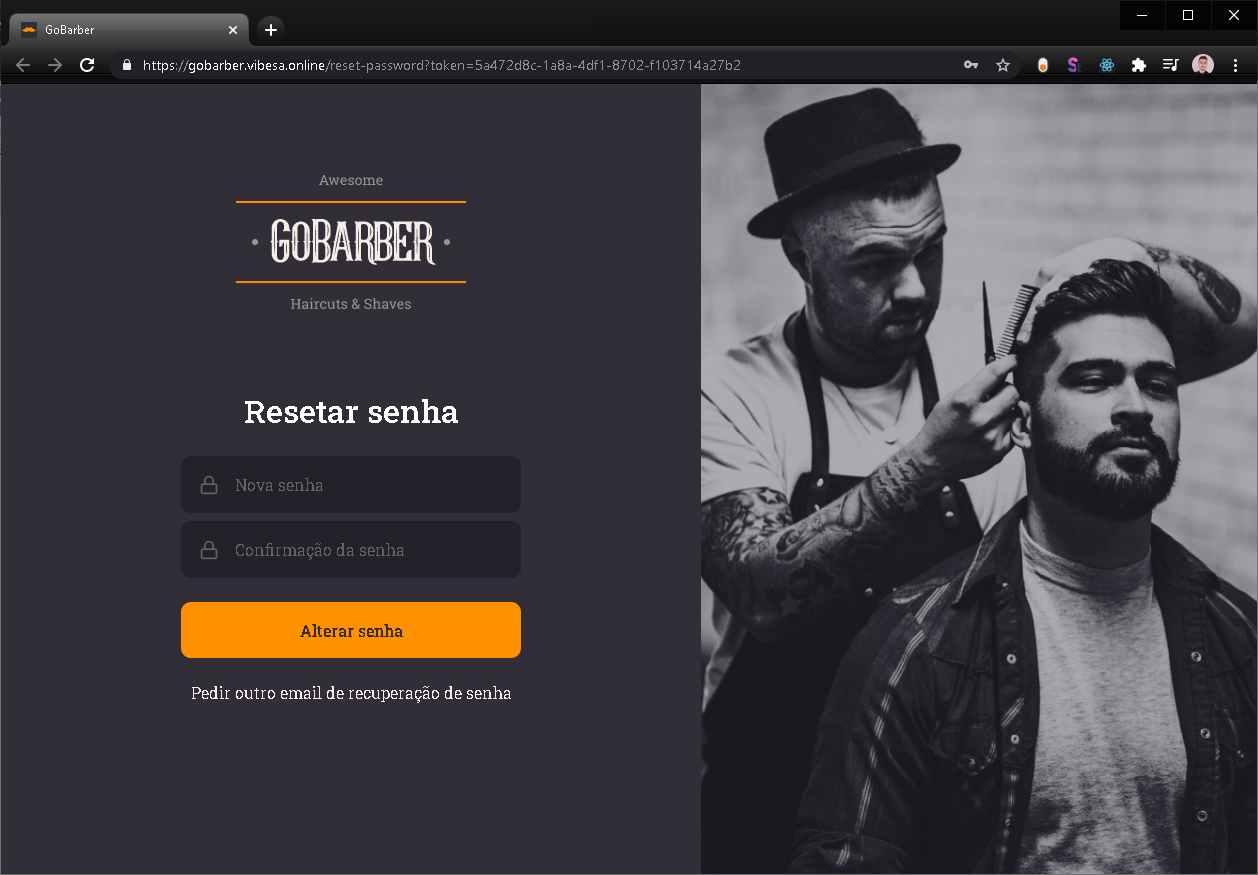 GoBarber
https://gobarber.vibesa.online/reset-password?token=5a472d8c-1a8a-4df1-8702-f103714a27b2
Awesome
GoBarber
Haircuts & Shaves
Resetar senha
Nova senha
Confirmação da senha
Alterar senha
Pedir outro email de recuperação de senha